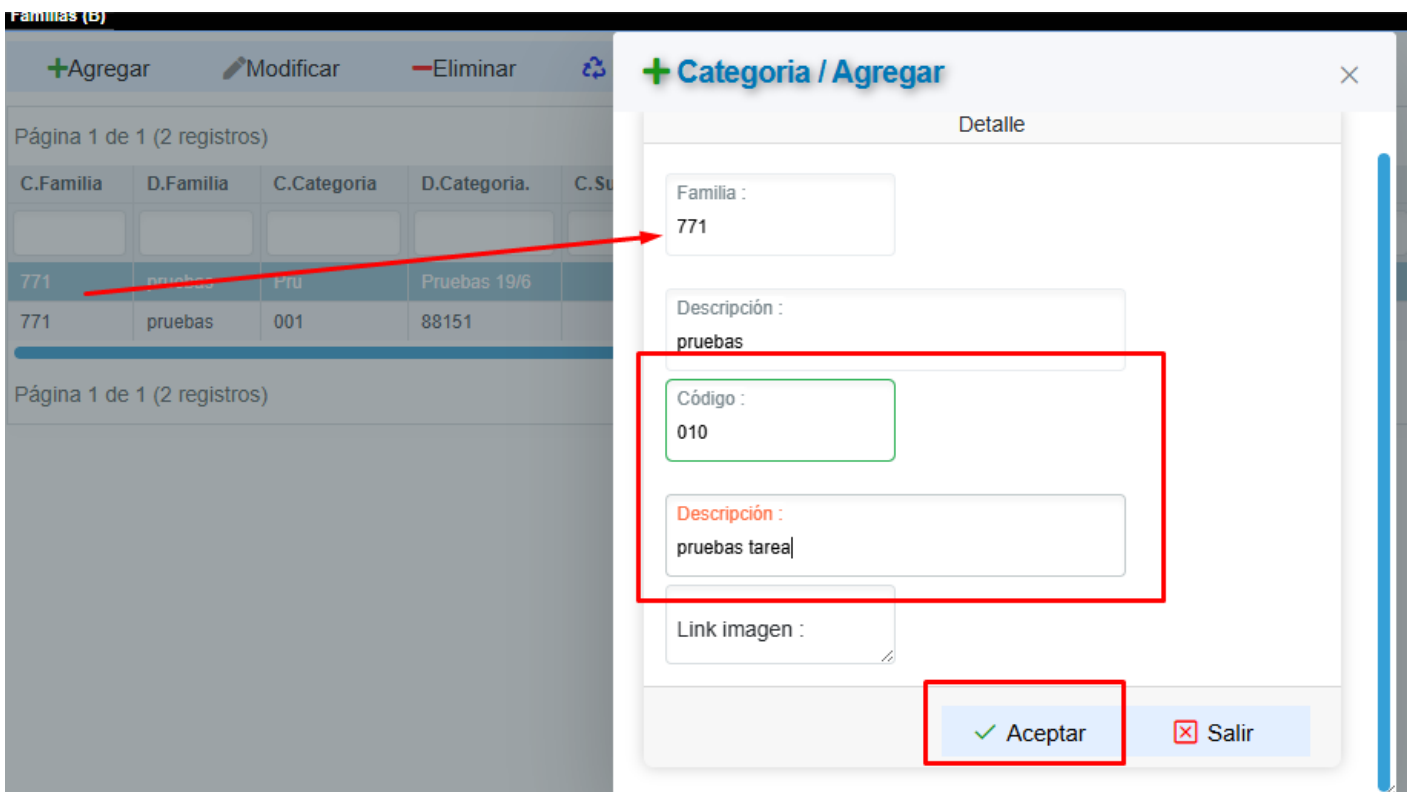 Familias (B)
Agregar Modificar Eliminar
Página 1 de 1 (2 registros)
C.Familia D.Familia C.Categoria D.Categoria. C.Su
771 pruebas Pru Pruebas 19/6
771 pruebas 001 88151
Página 1 de 1 (2 registros)
Categoria / Agregar
Detalle
Familia :
771
Descripción :
pruebas
Código :
010
Descripción :
pruebas tarea
Link imagen :
Aceptar Salir